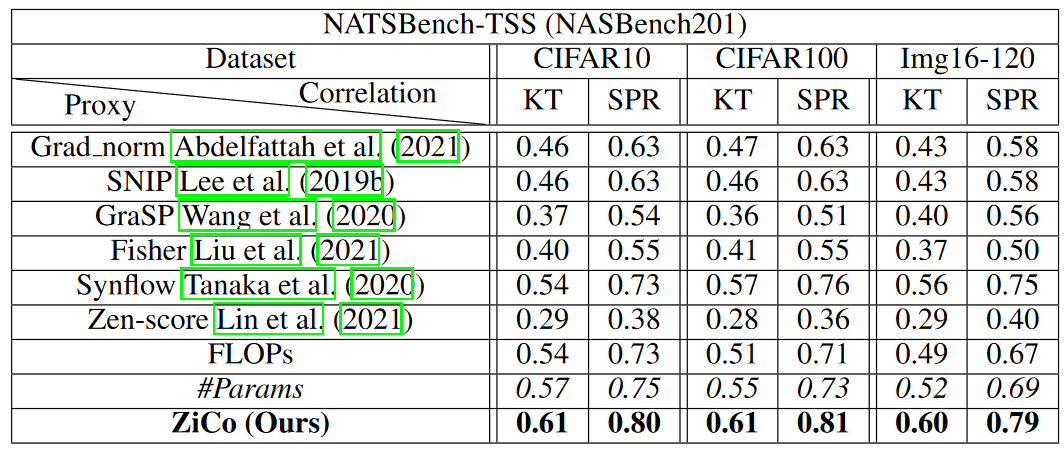 NATSBench-TSS (NASBench201)
Dataset CIFAR10 CIFAR100 Img16-120
Proxy Correlation KT SPR KT SPR KT SPR
Grad_norm Abdelfattah et al. (2021) 0.46 0.63 0.47 0.63 0.43 0.58
SNIP Lee et al. (2019b) 0.46 0.63 0.46 0.63 0.43 0.58
GraSP Wang et al. (2020) 0.37 0.54 0.36 0.51 0.40 0.56
Fisher Liu et al. (2021) 0.40 0.55 0.41 0.55 0.37 0.50
Synflow Tanaka et al. (2020) 0.54 0.73 0.57 0.76 0.56 0.75
Zen-score Lin et al. (2021) 0.29 0.38 0.28 0.36 0.29 0.40
FLOPs 0.54 0.73 0.51 0.71 0.49 0.67
#Params 0.57 0.75 0.55 0.73 0.52 0.69
ZiCo (Ours) 0.61 0.80 0.61 0.81 0.60 0.79